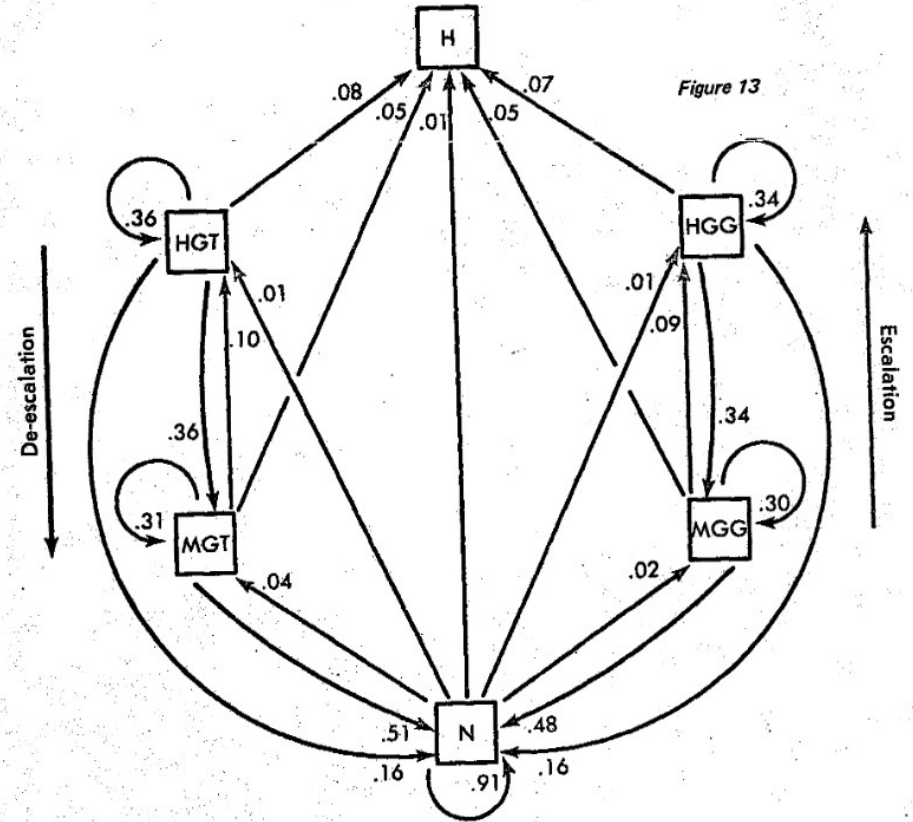 H
Figure 13
.08
.05
.01
.05
.07
.36
HGT
HGG
.34
.01
.10
.01
.09
De-escalation
Escalation
.36
.34
.31
MGT
MGG
.30
.04
.02
.51
N
.48
.16
.91
.16